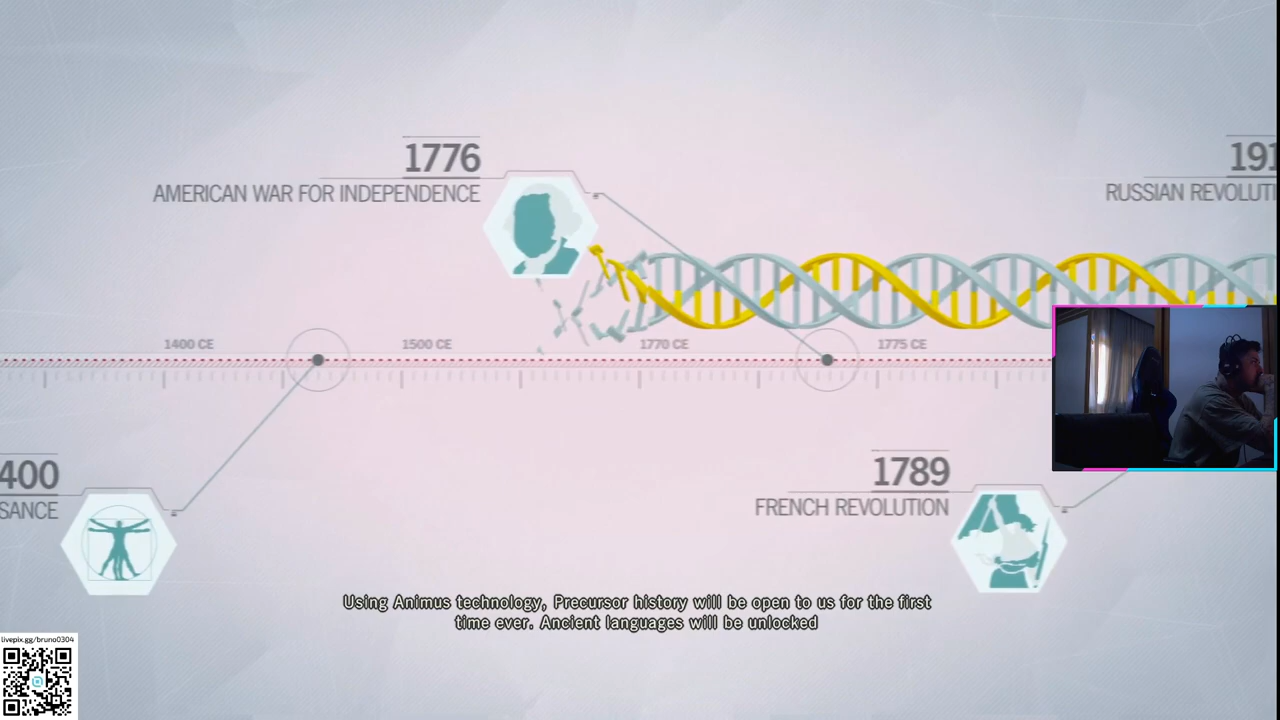 1776
AMERICAN WAR FOR INDEPENDENCE
191
RUSSIAN REVOLUTI
1400 CE
1500 CE
1770 CE
1775 CE
400
SANCE
1789
FRENCH REVOLUTION
Using Animus technology, Precursor history will be open to us for the first
time ever. Ancient languages will be unlocked
livepix.gg/bruno0304